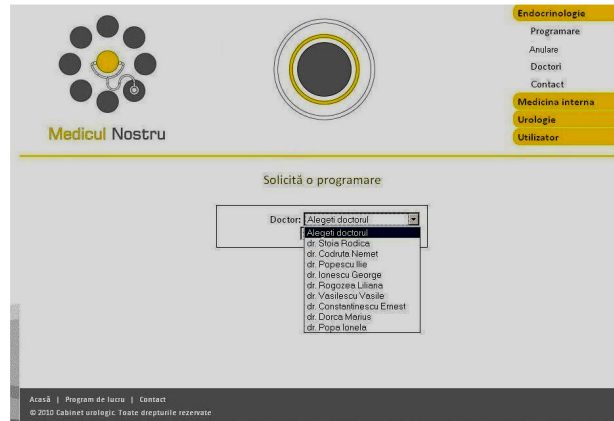 Endocrinologie
Programare
Anulare
Doctori
Contact
Medicina interna
Urologie
Utilizator
Medicul Nostru
Solicită o programare
Doctor: Alegeti doctorul
Alegeti doctorul
dr. Stoia Rodica
dr. Codruta Nemet
dr. Popescu Ilie
dr. Ionescu George
dr. Rogozea Liliana
dr. Vasilescu Vasile
dr. Constantinescu Ernest
dr. Dorca Marius
dr. Popa Ionela
Acasă | Program de lucru | Contact
© 2010 Cabinet urologic. Toate drepturile rezervate